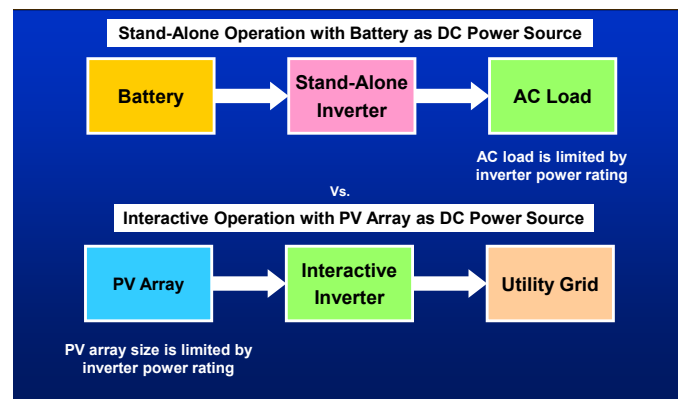 Stand-Alone Operation with Battery as DC Power Source
Battery
Stand-Alone
Inverter
AC Load
AC load is limited by
inverter power rating
Vs.
Interactive Operation with PV Array as DC Power Source
PV Array
Interactive
Inverter
Utility Grid
PV array size is limited by
inverter power rating